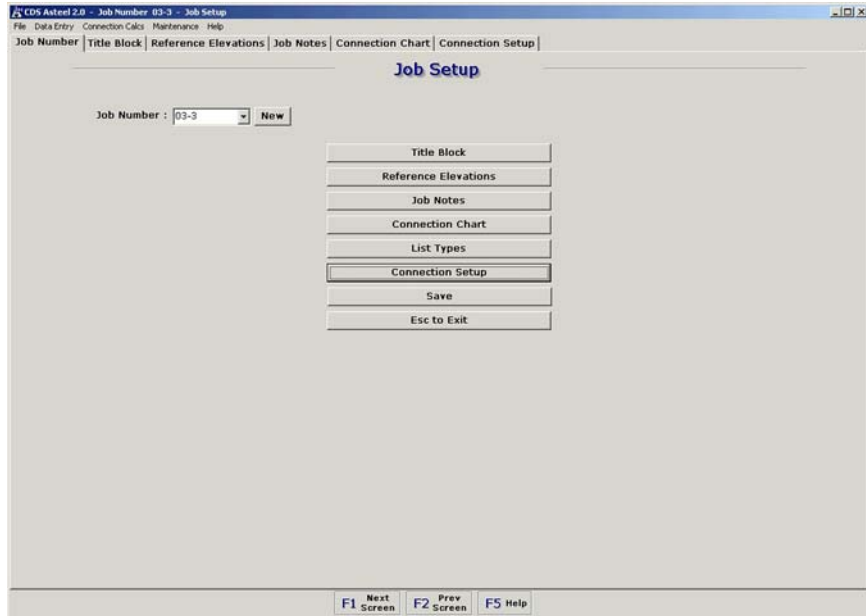 CDS Asteel 2.0 - Job Number 03-3 - Job Setup
File Data Entry Connection Calcs Maintenance Help
Job Number Title Block Reference Elevations Job Notes Connection Chart Connection Setup
Job Setup
Job Number : 03-3 New
Title Block
Reference Elevations
Job Notes
Connection Chart
List Types
Connection Setup
Save
Esc to Exit
F1 Next Screen F2 Prev Screen F5 Help